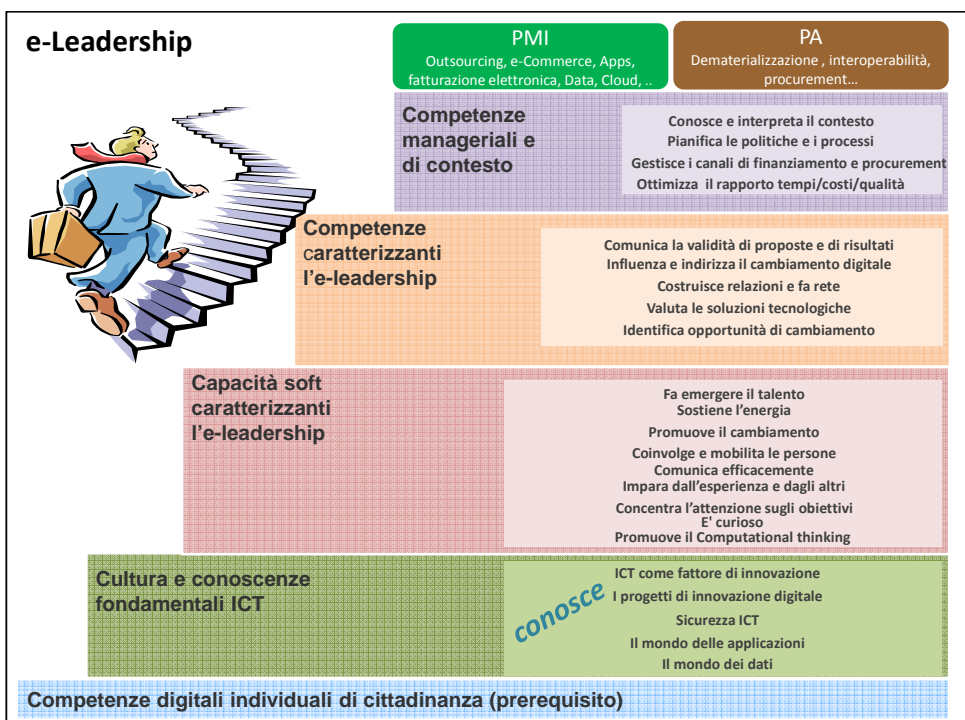 e-Leadership
PMI
Outsourcing, e-Commerce, Apps,
fatturazione elettronica, Data, Cloud, ..
PA
Dematerializzazione , interoperabilità,
procurement…
Competenze
manageriali e
di contesto
Conosce e interpreta il contesto
Pianifica le politiche e i processi
Gestisce i canali di finanziamento e procurement
Ottimizza il rapporto tempi/costi/qualità
Competenze
caratterizzanti
l'e-leadership
Comunica la validità di proposte e di risultati
Influenza e indirizza il cambiamento digitale
Costruisce relazioni e fa rete
Valuta le soluzioni tecnologiche
Identifica opportunità di cambiamento
Capacità soft
caratterizzanti
l'e-leadership
Fa emergere il talento
Sostiene l'energia
Promuove il cambiamento
Coinvolge e mobilita le persone
Comunica efficacemente
Impara dall'esperienza e dagli altri
Concentra l'attenzione sugli obiettivi
E' curioso
Promuove il Computational thinking
Cultura e conoscenze
fondamentali ICT
conosce
ICT come fattore di innovazione
I progetti di innovazione digitale
Sicurezza ICT
Il mondo delle applicazioni
Il mondo dei dati
Competenze digitali individuali di cittadinanza (prerequisito)